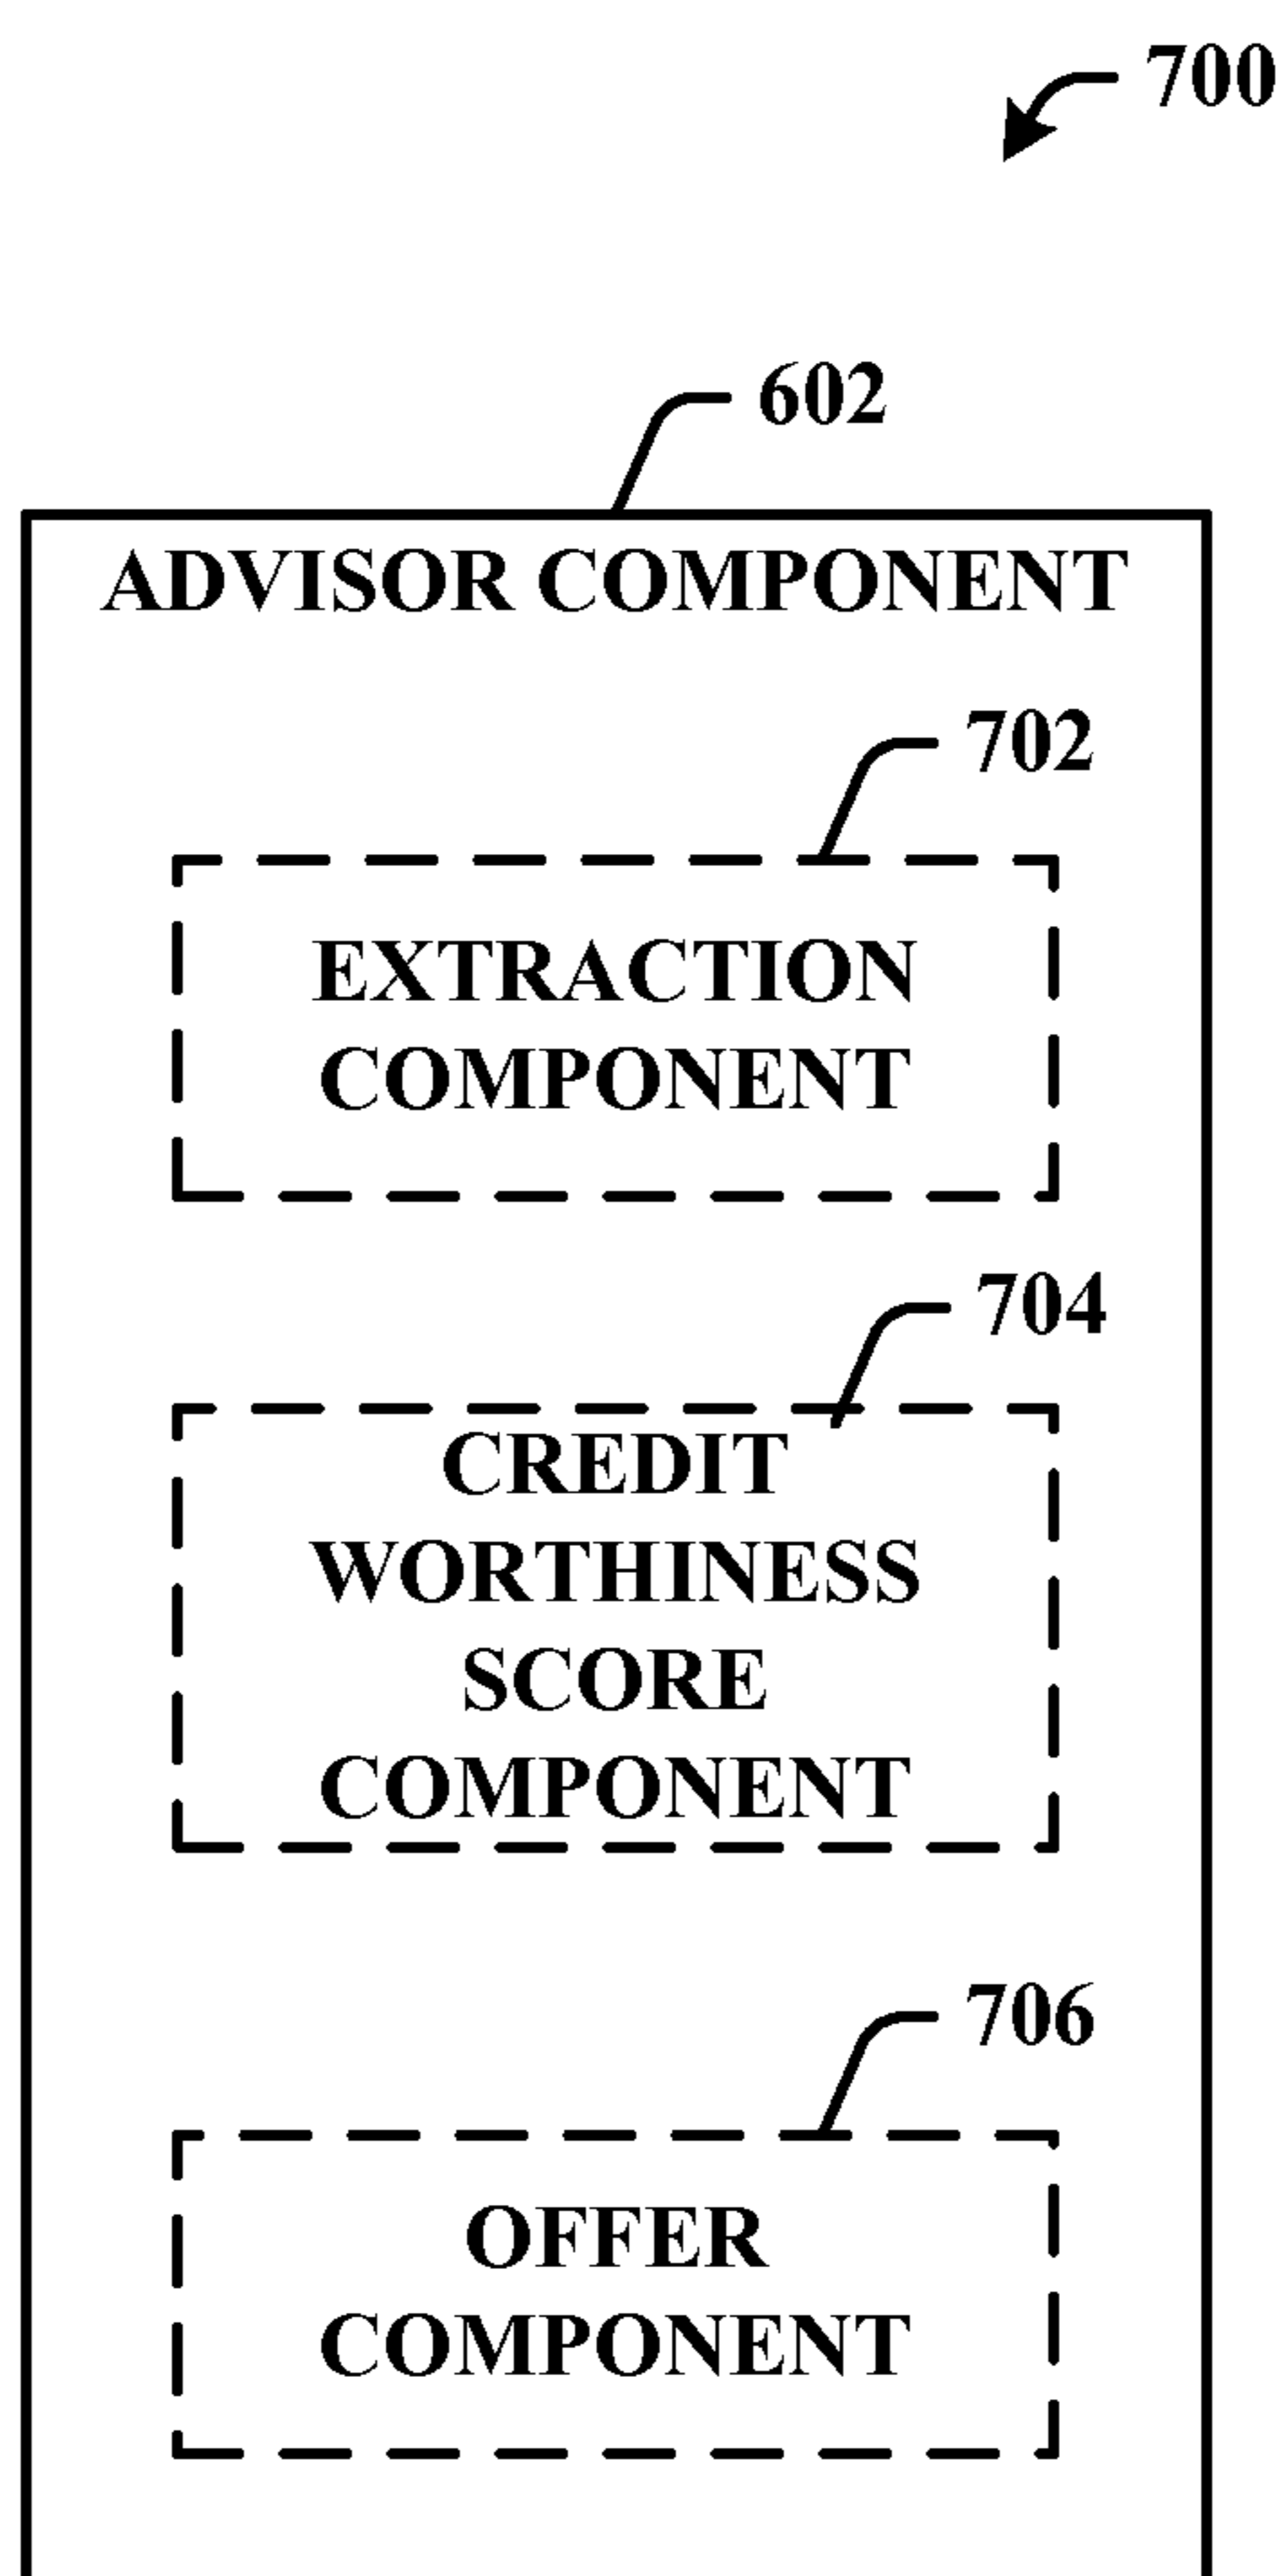 700
602
ADVISOR COMPONENT
702
EXTRACTION
COMPONENT
704
CREDIT
WORTHINESS
SCORE
COMPONENT
706
OFFER
COMPONENT